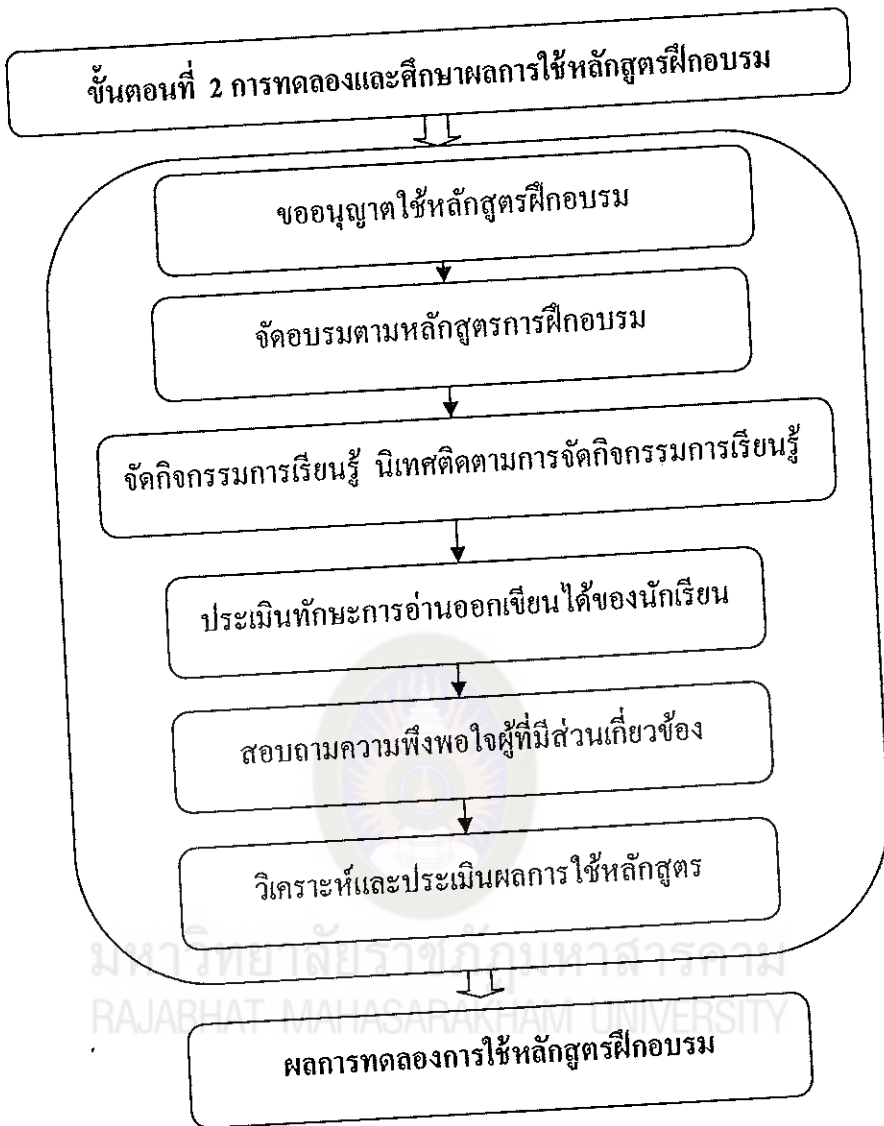 ขั้นตอนที่ 2 การทดลองและศึกษาผลการใช้หลักสูตรฝึกอบรม
ขออนุญาตใช้หลักสูตรฝึกอบรม
จัดอบรมตามหลักสูตรการฝึกอบรม
จัดกิจกรรมการเรียนรู้ นิเทศติดตามการจัดกิจกรรมการเรียนรู้
ประเมินทักษะการอ่านออกเขียนได้ของนักเรียน
สอบถามความพึงพอใจผู้ที่มีส่วนเกี่ยวข้อง
วิเคราะห์และประเมินผลการใช้หลักสูตร
มหาวิทยาลัยราชภัฏมหาสารคาม
RAJABHAT MAHASARAKHAM UNIVERSITY
ผลการทดลองการใช้หลักสูตรฝึกอบรม